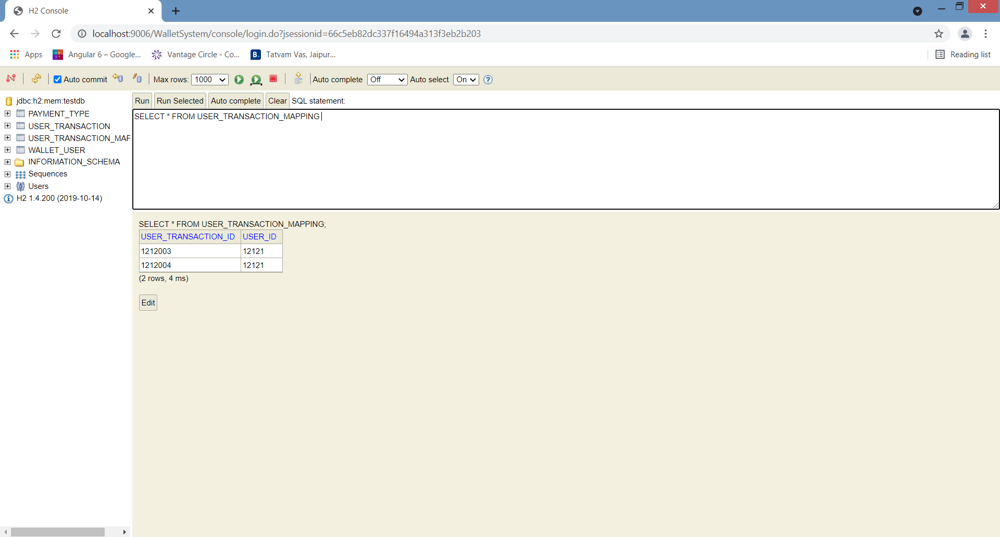 H2 Console
localhost:9006/WalletSystem/console/login.do?jsessionid=66c5eb82dc337f16494a313f3eb2b203
Apps Angular 6 – Google... Vantage Circle - Co... B. Tatvam Vas, Jaipur... Reading list
Auto commit Max rows: 1000 Auto complete Off Auto select On
jdbc:h2:mem:testdb
PAYMENT_TYPE
USER_TRANSACTION
USER_TRANSACTION_MAP
WALLET_USER
INFORMATION_SCHEMA
Sequences
Users
H2 1.4.200 (2019-10-14)
Run Run Selected Auto complete Clear SQL statement:
SELECT * FROM USER_TRANSACTION_MAPPING
SELECT * FROM USER_TRANSACTION_MAPPING;
USER_TRANSACTION_ID USER_ID
1212003 12121
1212004 12121
(2 rows, 4 ms)
Edit